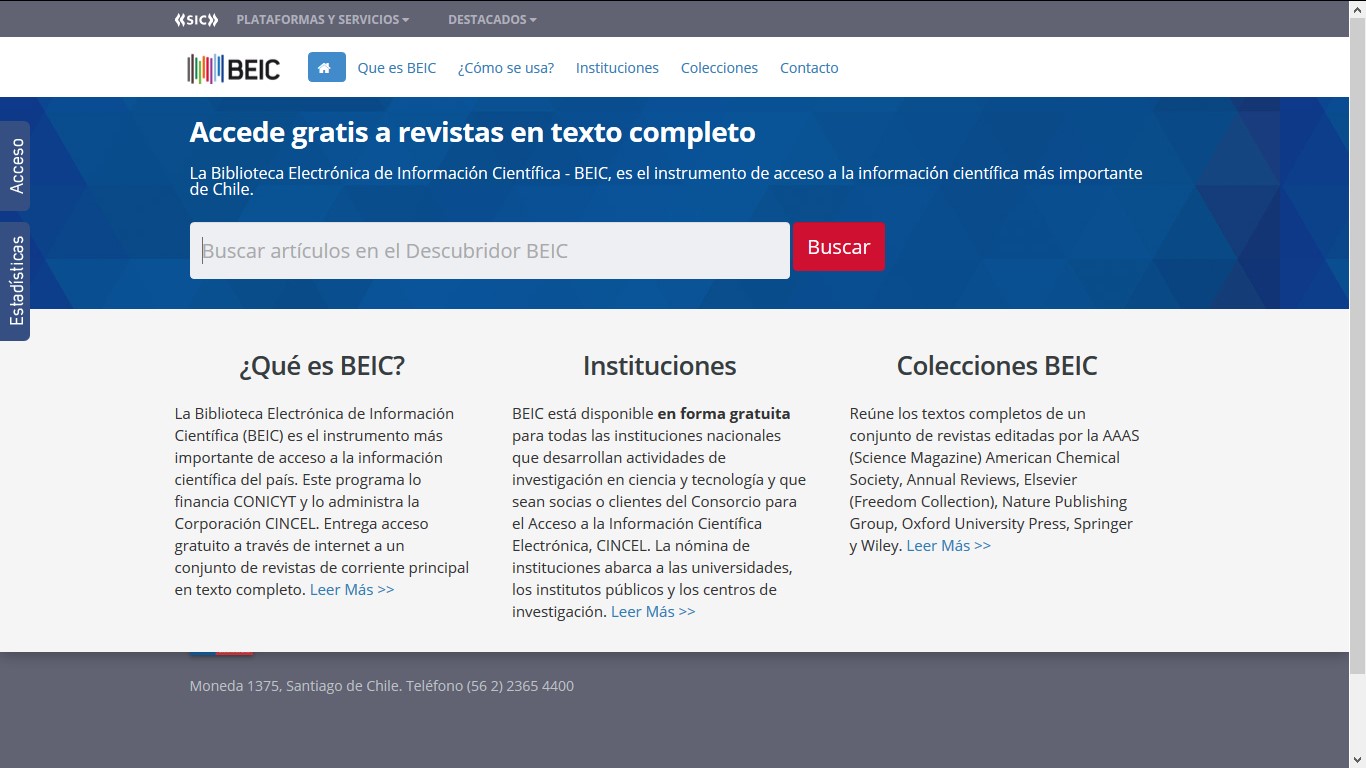 SIC PLATAFORMAS Y SERVICIOS DESTACADOS
BEIC Que es BEIC ¿Cómo se usa? Instituciones Colecciones Contacto
Acceso
Estadísticas
Accede gratis a revistas en texto completo
La Biblioteca Electrónica de Información Científica - BEIC, es el instrumento de acceso a la información científica más importante
de Chile.
Buscar artículos en el Descubridor BEIC
Buscar
¿Qué es BEIC?
La Biblioteca Electrónica de Información
Científica (BEIC) es el instrumento más
importante de acceso a la información
científica del país. Este programa lo
financia CONICYT y lo administra la
Corporación CINCEL. Entrega acceso
gratuito a través de internet a un
conjunto de revistas de corriente principal
en texto completo. Leer Más >>
Instituciones
BEIC está disponible en forma gratuita
para todas las instituciones nacionales
que desarrollan actividades de
investigación en ciencia y tecnología y que
sean socias o clientes del Consorcio para
el Acceso a la Información Científica
Electrónica, CINCEL. La nómina de
instituciones abarca a las universidades,
los institutos públicos y los centros de
investigación. Leer Más >>
Colecciones BEIC
Reúne los textos completos de un
conjunto de revistas editadas por la AAAS
(Science Magazine) American Chemical
Society, Annual Reviews, Elsevier
(Freedom Collection), Nature Publishing
Group, Oxford University Press, Springer
y Wiley. Leer Más >>
Moneda 1375, Santiago de Chile. Teléfono (56 2) 2365 4400